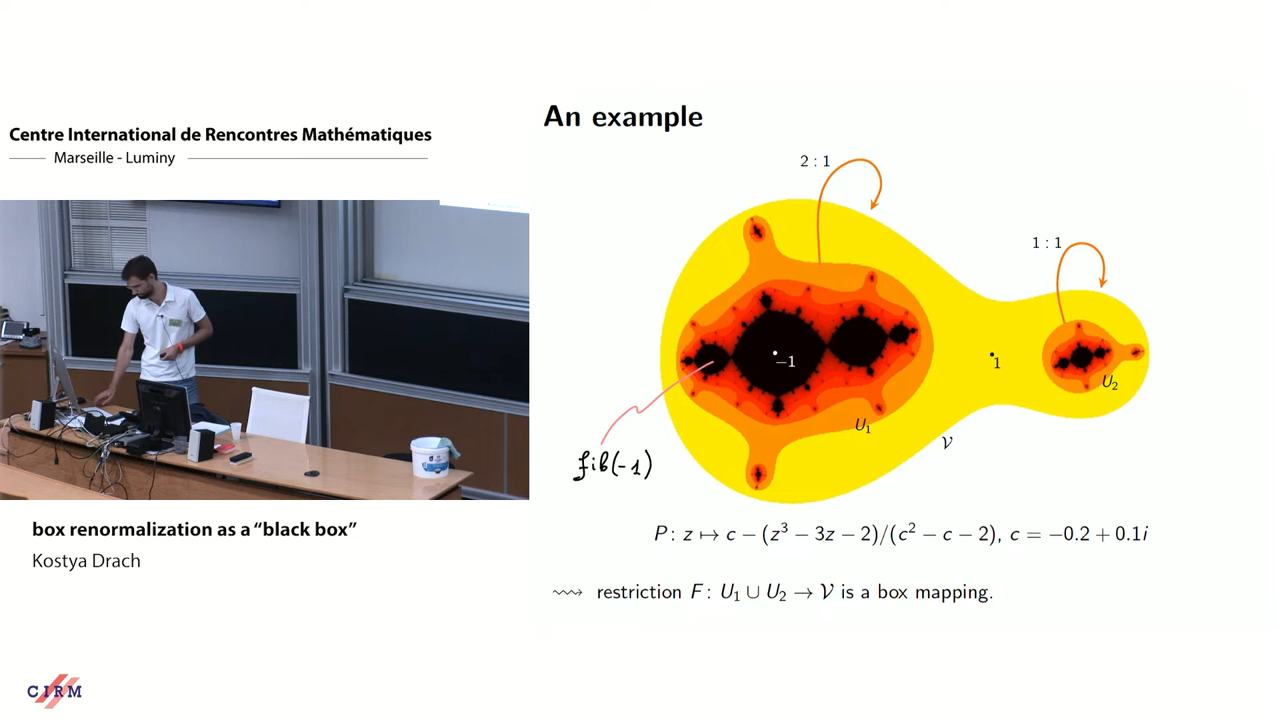 Centre International de Rencontres Mathématiques
Marseille - Luminy
box renormalization as a “black box”
Kostya Drach
CIRM
An example
2 : 1
1 : 1
−1
1
U₂
U₁
𝒱
fib(-1)
P: z ↦ c − (z³ − 3z − 2)/(c² − c − 2), c = −0.2 + 0.1i
⟿ restriction F: U₁ ∪ U₂ → 𝒱 is a box mapping.